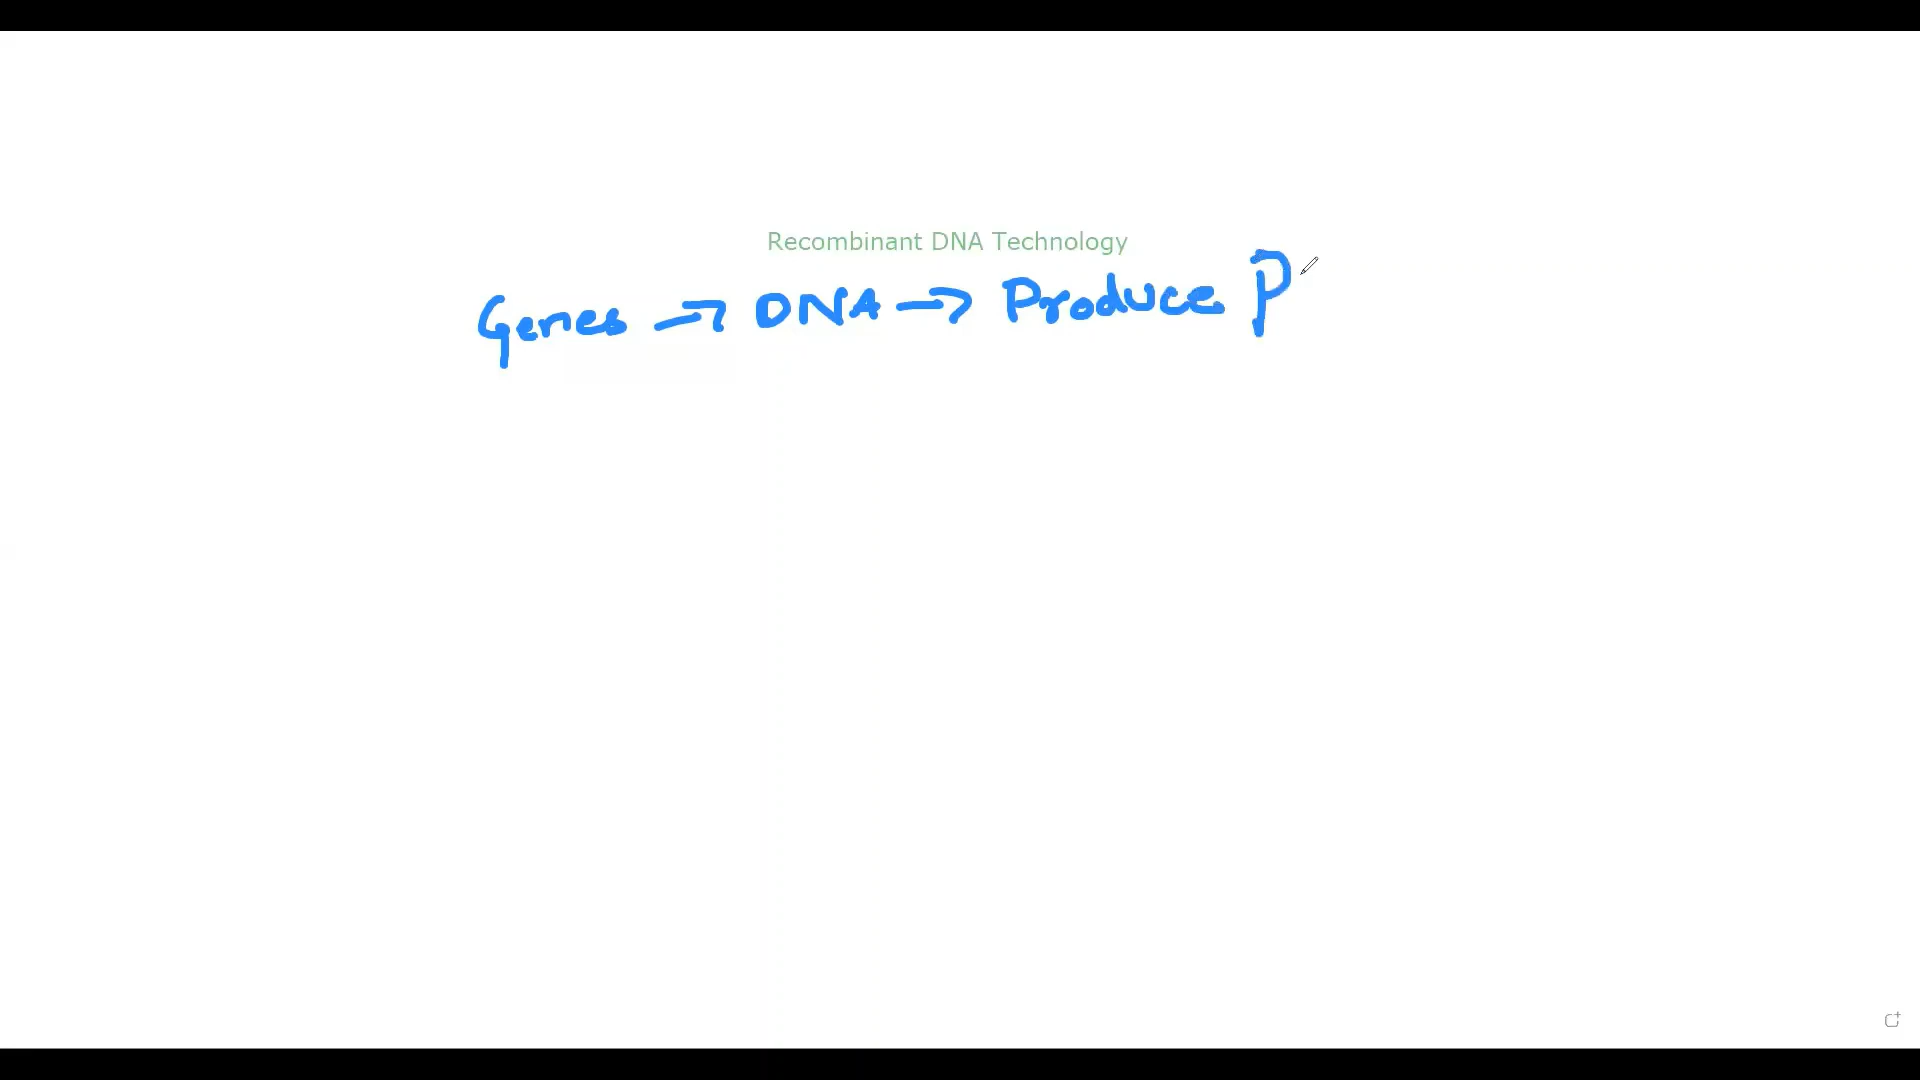 Recombinant DNA Technology
Genes → DNA → Produce P